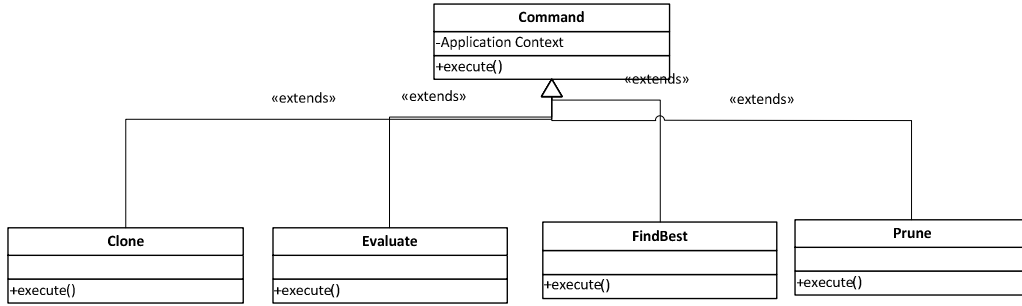 Command
-Application Context
+execute()
«extends»
«extends»
«extends»
«extends»
Clone
+execute()
Evaluate
+execute()
FindBest
+execute()
Prune
+execute()